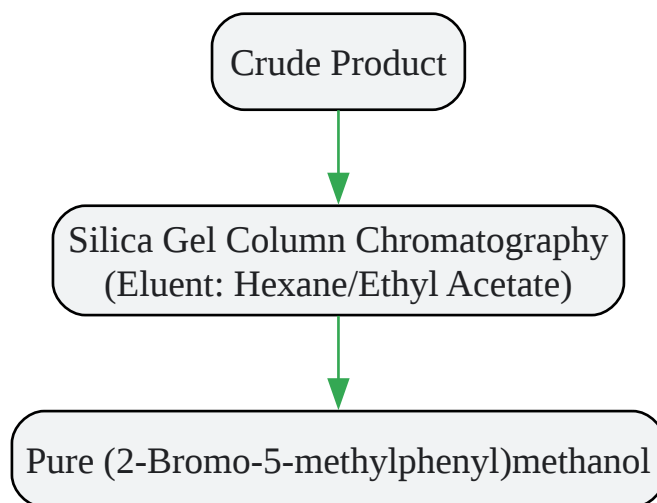 Crude Product
Silica Gel Column Chromatography
(Eluent: Hexane/Ethyl Acetate)
Pure (2-Bromo-5-methylphenyl)methanol